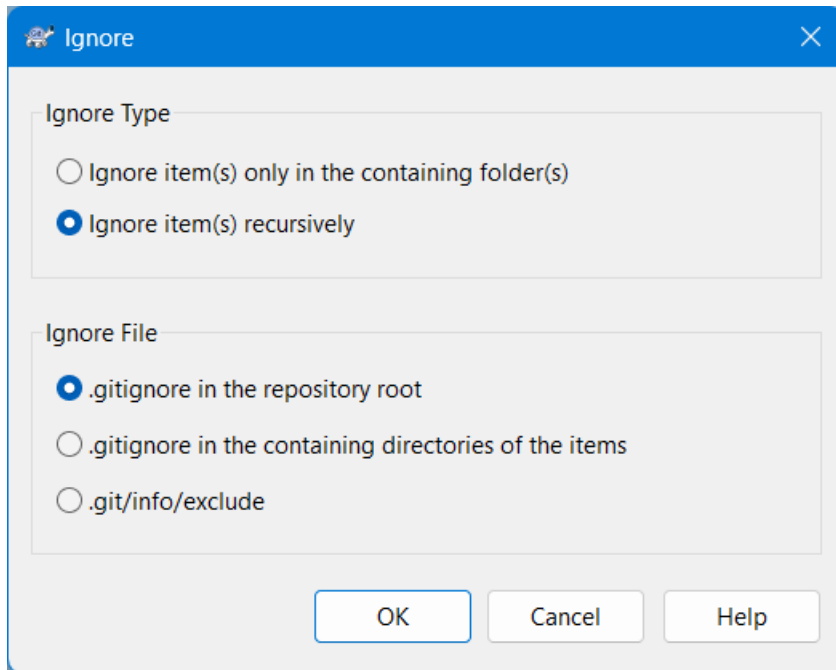 Ignore
Ignore Type
Ignore item(s) only in the containing folder(s)
Ignore item(s) recursively
Ignore File
.gitignore in the repository root
.gitignore in the containing directories of the items
.git/info/exclude
OK Cancel Help